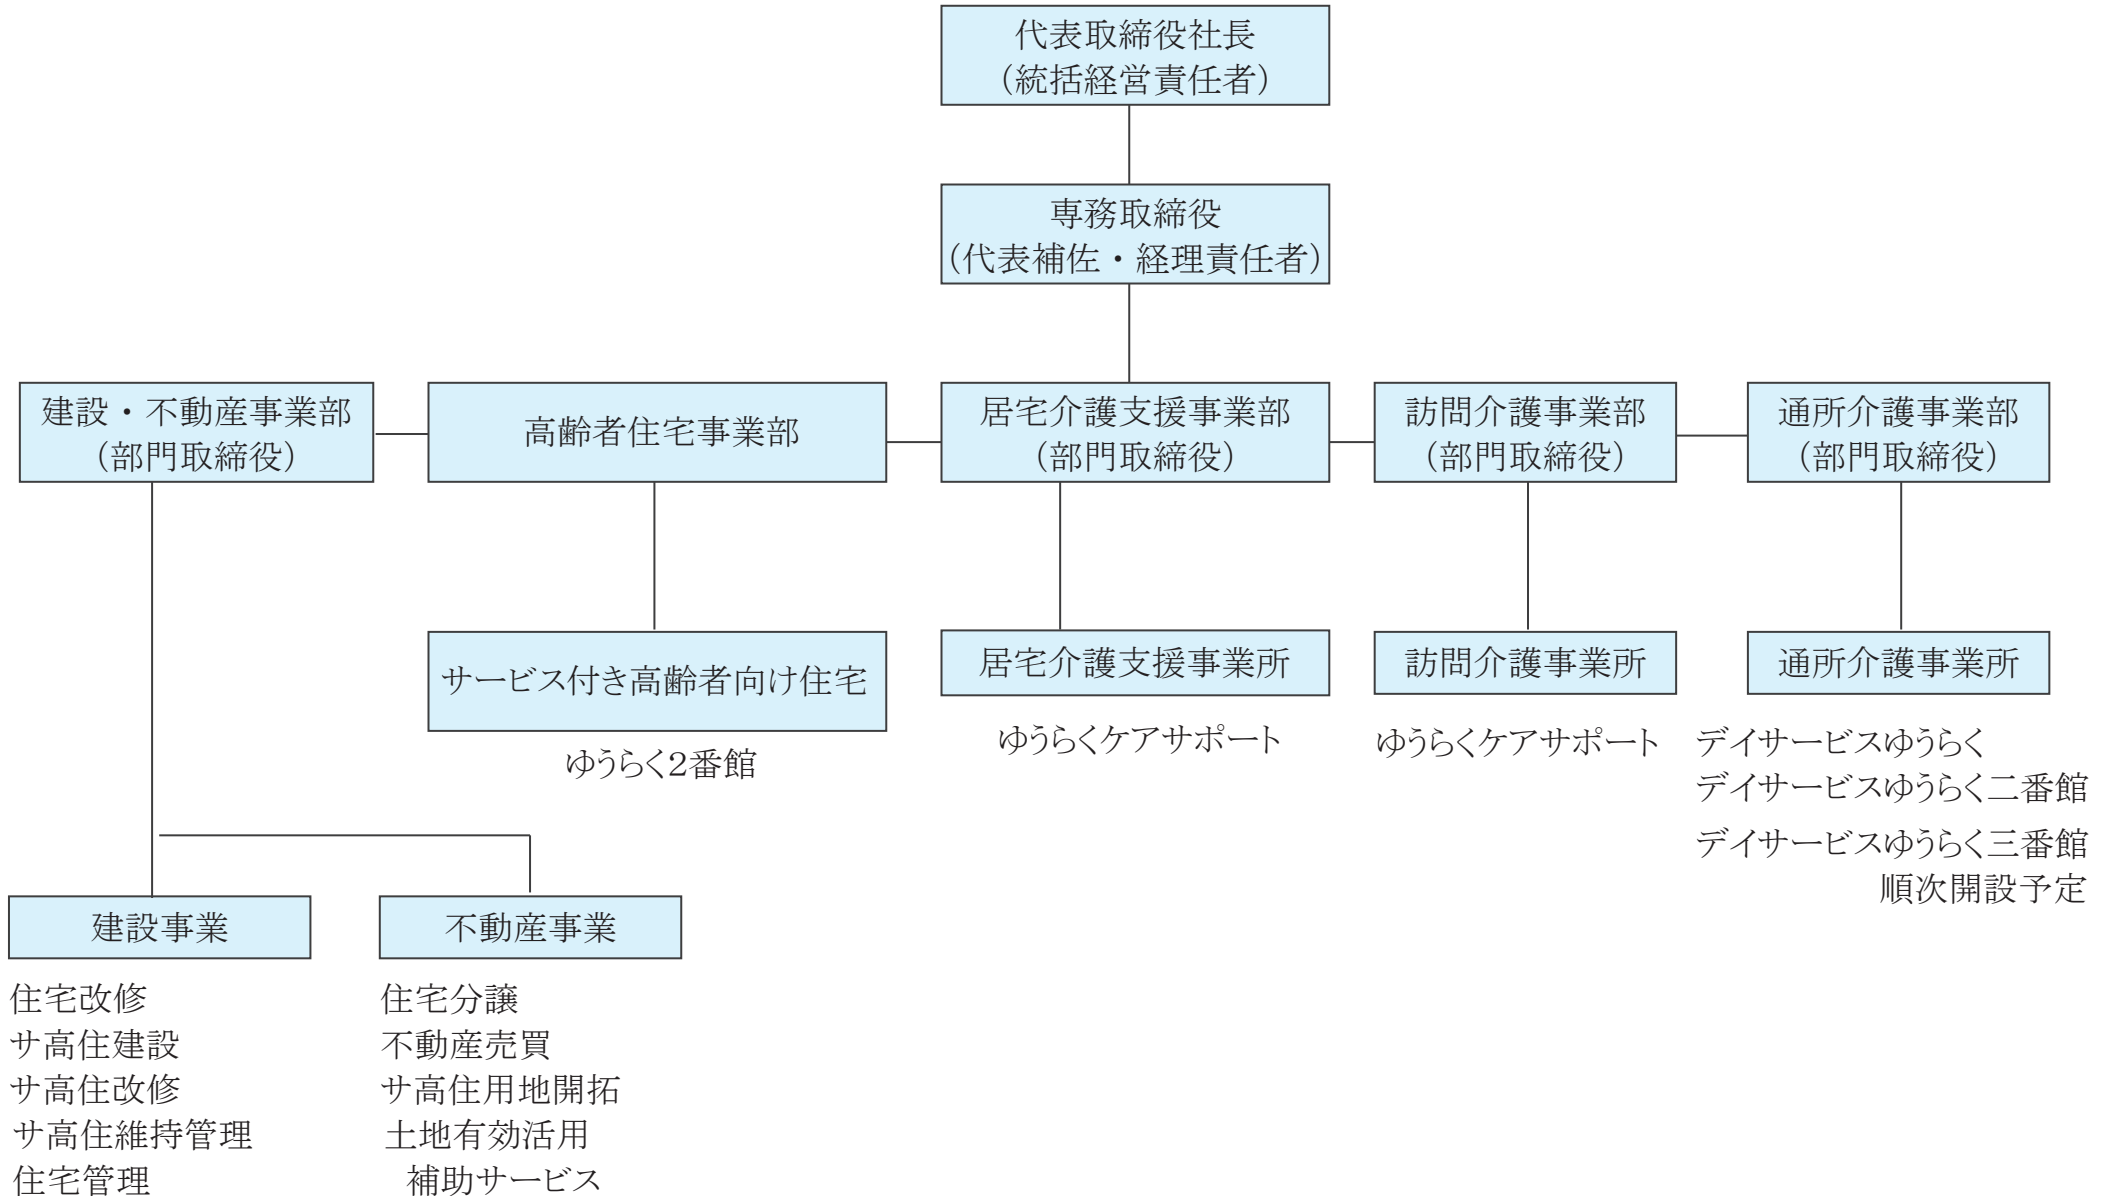 代表取締役社長
（統括経営責任者）
専務取締役
（代表補佐・経理責任者）
建設・不動産事業部
（部門取締役）
高齢者住宅事業部
居宅介護支援事業部
（部門取締役）
訪問介護事業部
（部門取締役）
通所介護事業部
（部門取締役）
サービス付き高齢者向け住宅
ゆうらく2番館
居宅介護支援事業所
ゆうらくケアサポート
訪問介護事業所
ゆうらくケアサポート
通所介護事業所
デイサービスゆうらく
デイサービスゆうらく二番館
デイサービスゆうらく三番館
順次開設予定
建設事業
住宅改修
サ高住建設
サ高住改修
サ高住維持管理
住宅管理
不動産事業
住宅分譲
不動産売買
サ高住用地開拓
土地有効活用
補助サービス